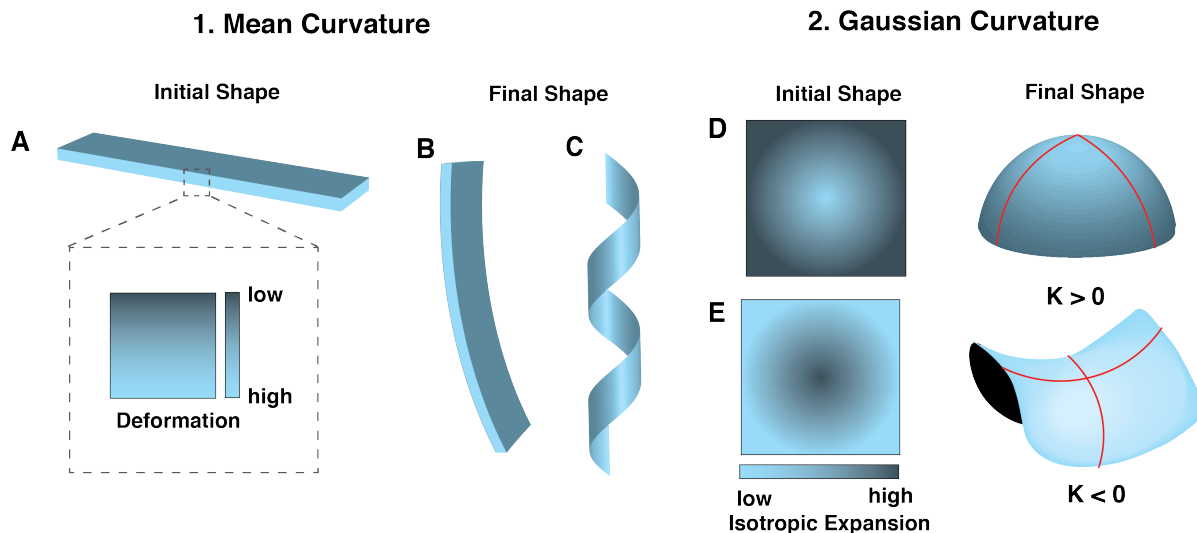 1. Mean Curvature
Initial Shape
Final Shape
A
B
C
low
high
Deformation
2. Gaussian Curvature
Initial Shape
Final Shape
D
K > 0
E
K < 0
low
high
Isotropic Expansion